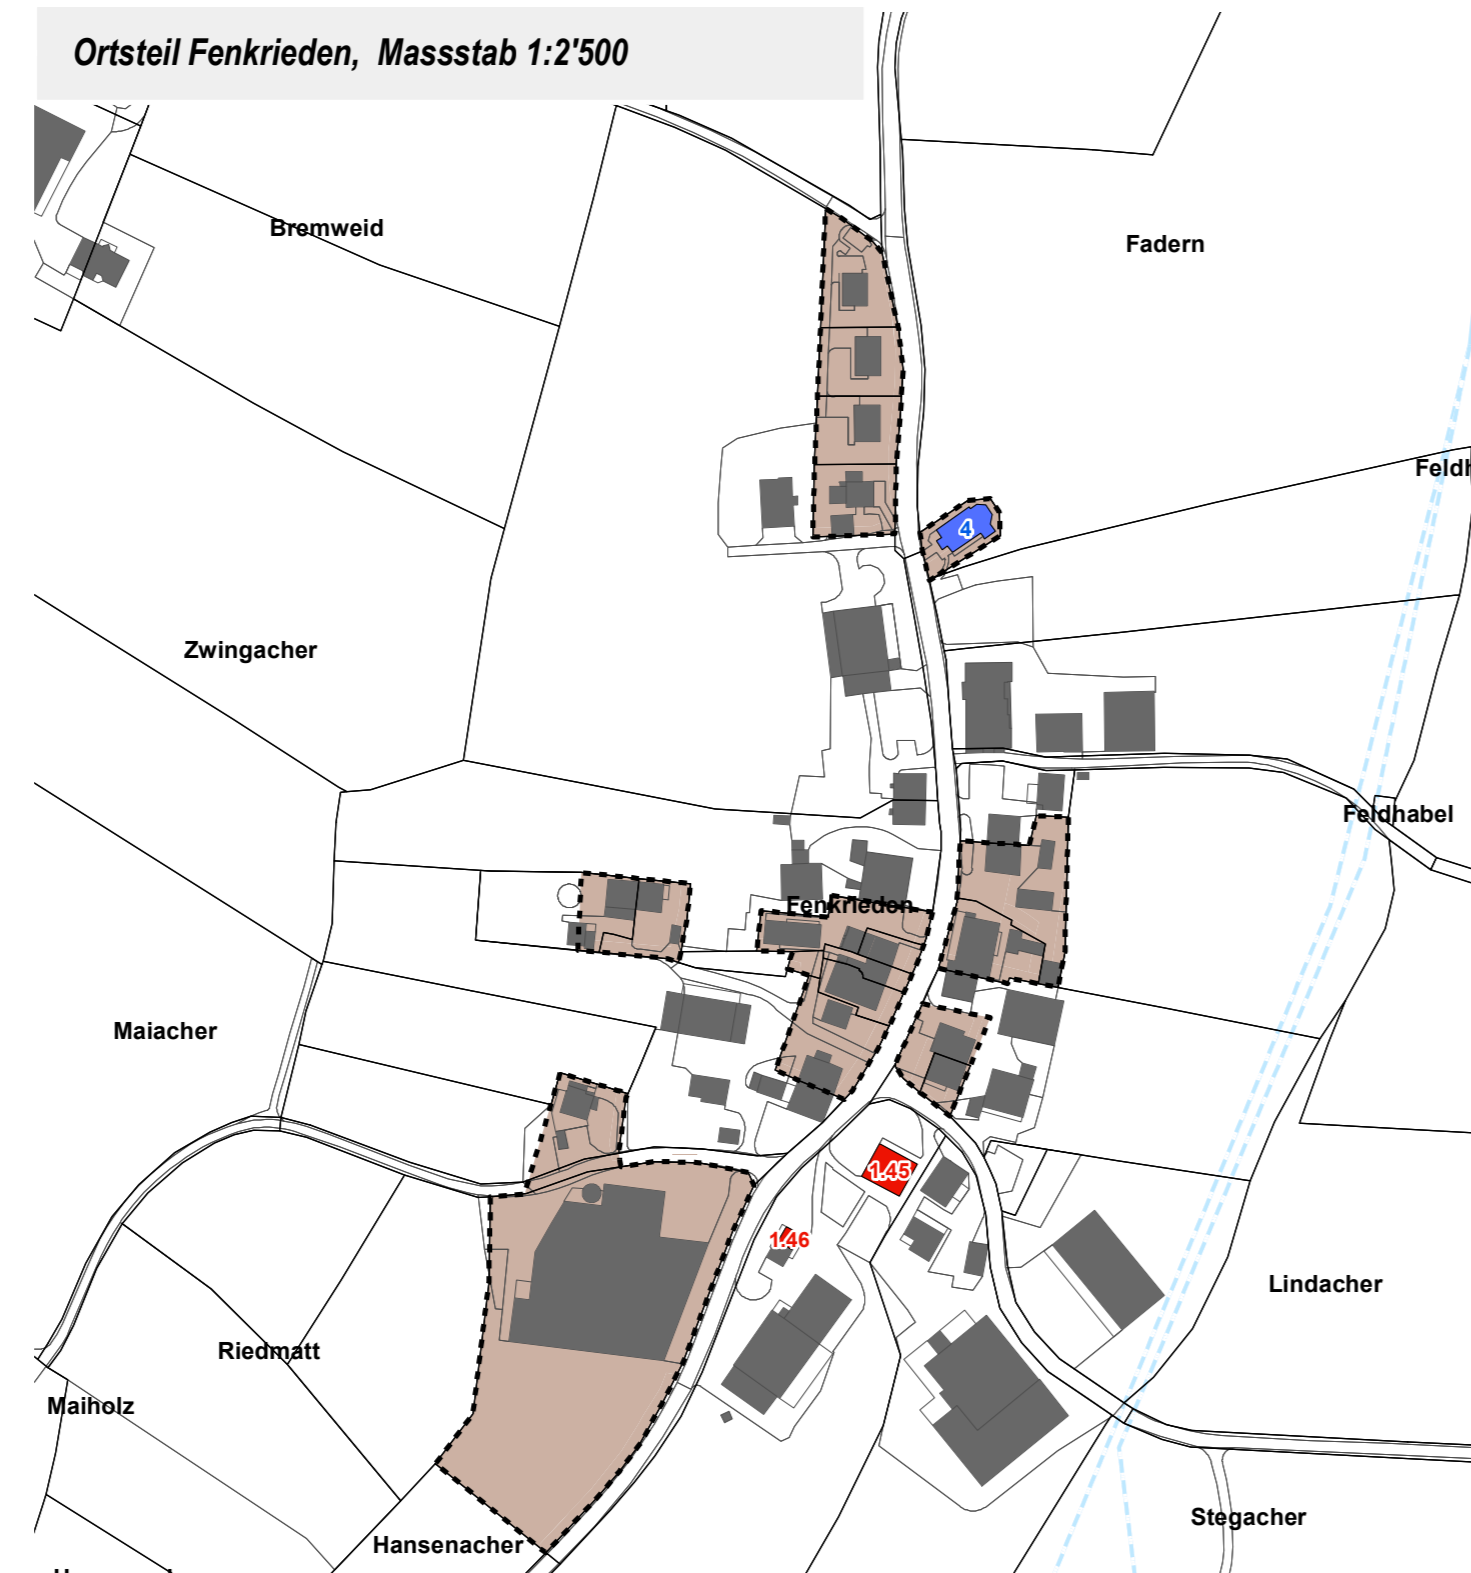 Ortsteil Fenkrieden, Massstab 1:2'500
Bremweid
Fadern
Feldh
4
Zwingacher
Feldhabel
Fenkrieden
Maiacher
1.45
1.46
Lindacher
Riedmatt
Maiholz
Stegacher
Hansenacher